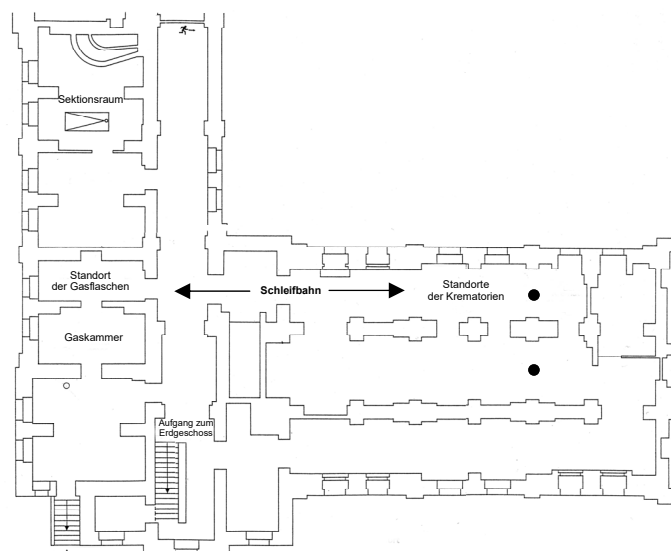 Sektionsraum
Standort
der Gasflaschen
Schleifbahn
Standorte
der Krematorien
Gaskammer
Aufgang zum
Erdgeschoss